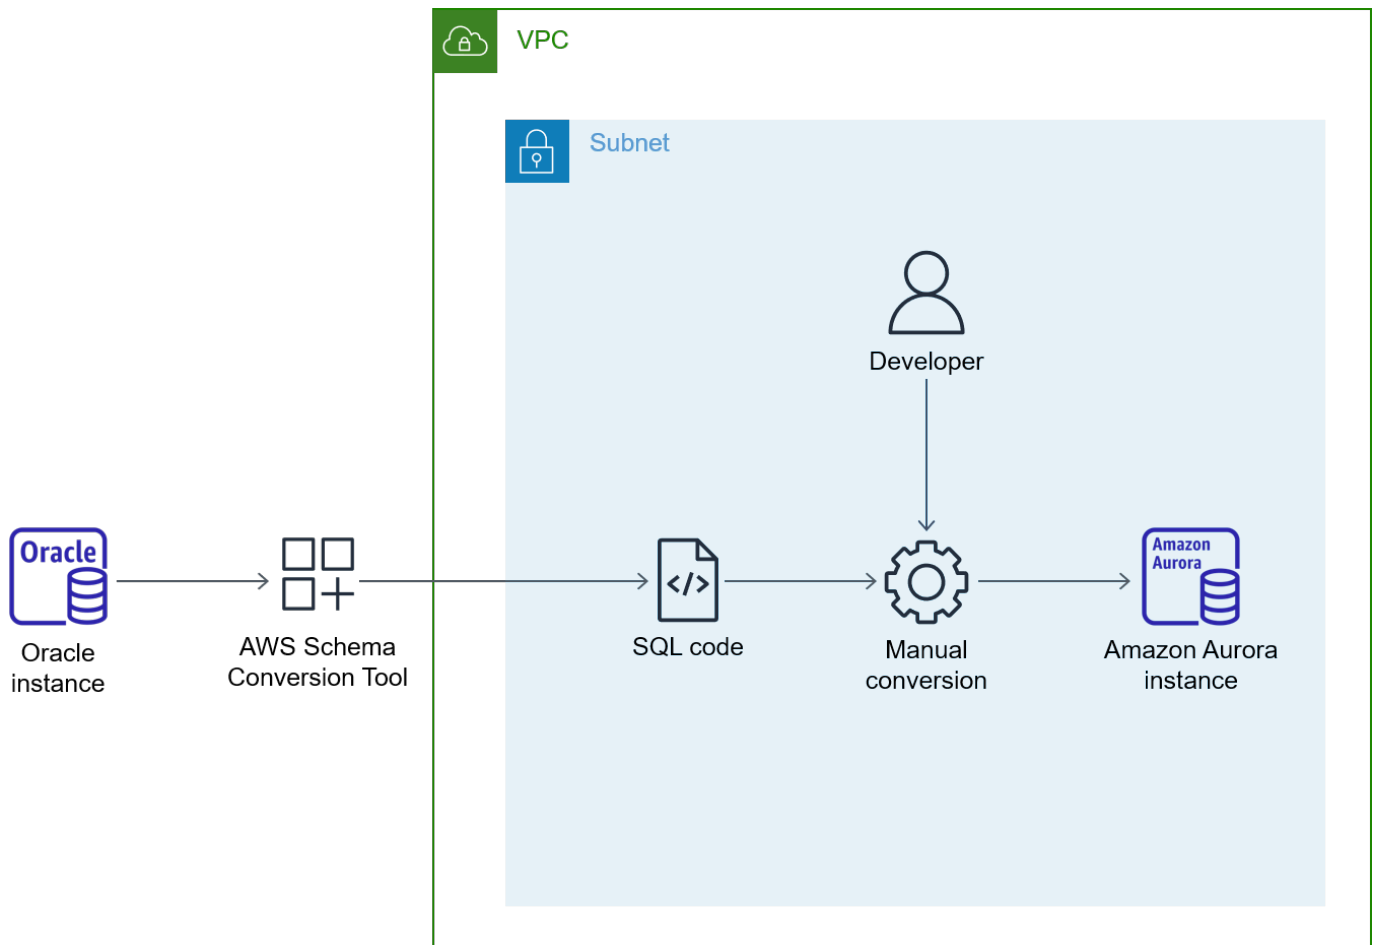 VPC
Subnet
Developer
Oracle
Oracle
instance
AWS Schema
Conversion Tool
SQL code
Manual
conversion
Amazon
Aurora
Amazon Aurora
instance